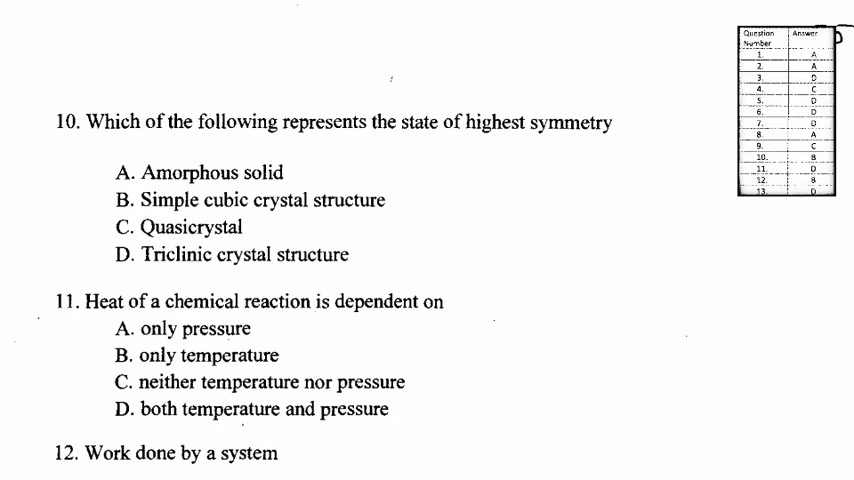 Question Answer
Number
1. A
2. A
3. D
4. C
5. D
6. D
7. D
8. A
9. C
10. B
11. D
12. B
13. D
10. Which of the following represents the state of highest symmetry
A. Amorphous solid
B. Simple cubic crystal structure
C. Quasicrystal
D. Triclinic crystal structure
11. Heat of a chemical reaction is dependent on
A. only pressure
B. only temperature
C. neither temperature nor pressure
D. both temperature and pressure
12. Work done by a system